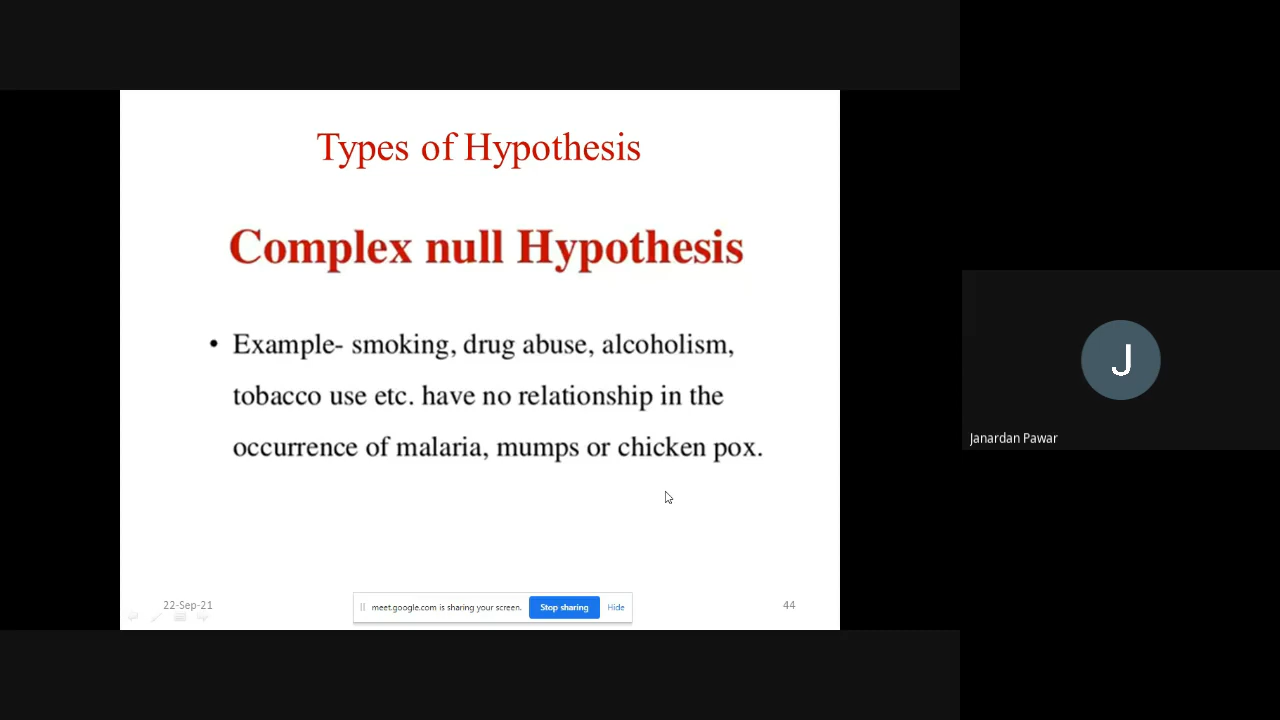 Types of Hypothesis
Complex null Hypothesis
• Example- smoking, drug abuse, alcoholism,
tobacco use etc. have no relationship in the
occurrence of malaria, mumps or chicken pox.
22-Sep-21
meet.google.com is sharing your screen.
Stop sharing
Hide
44
J
Janardan Pawar